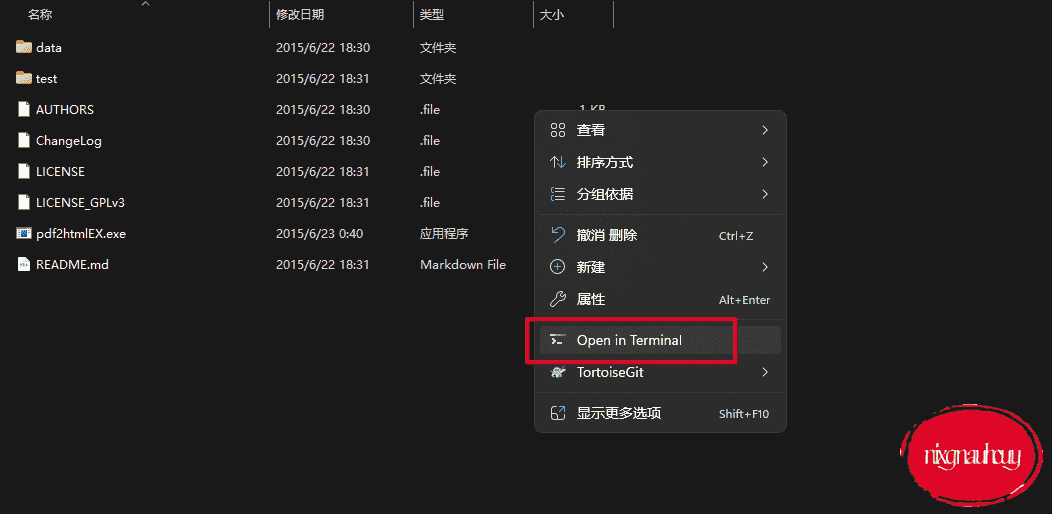 名称 修改日期 类型 大小
data 2015/6/22 18:30 文件夹
test 2015/6/22 18:31 文件夹
AUTHORS 2015/6/22 18:30 .file 1 KB
ChangeLog 2015/6/22 18:30 .file
LICENSE 2015/6/22 18:31 .file
LICENSE_GPLv3 2015/6/22 18:31 .file
pdf2htmlEX.exe 2015/6/23 0:40 应用程序
README.md 2015/6/22 18:31 Markdown File
查看
排序方式
分组依据
撤消 删除 Ctrl+Z
新建
属性 Alt+Enter
Open in Terminal
TortoiseGit
显示更多选项 Shift+F10